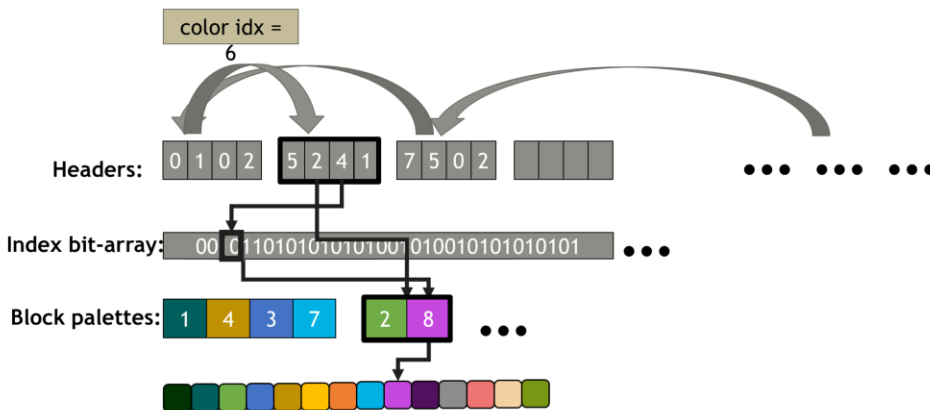 color idx =
6
Headers:
0 1 0 2 5 2 4 1 7 5 0 2
Index bit-array:
00 0110101010101001010010101010101
Block palettes:
1 4 3 7 2 8